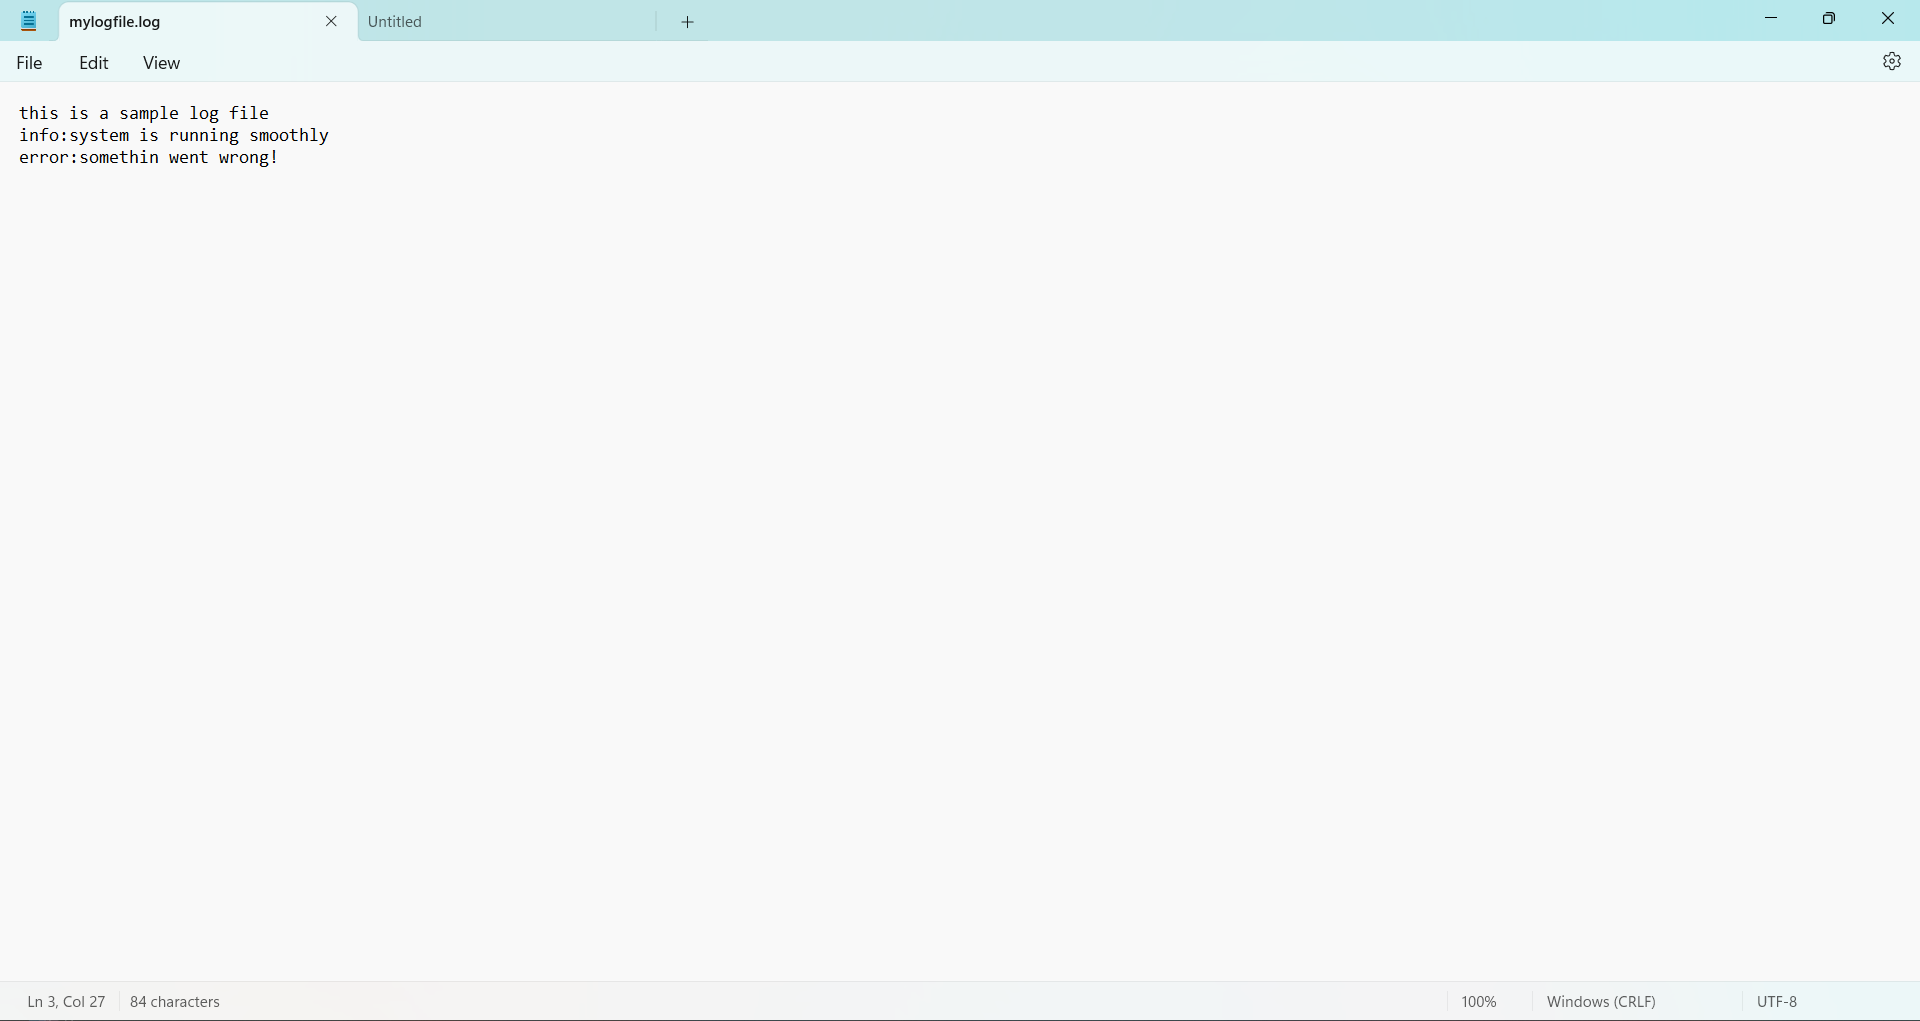 mylogfile.log
Untitled
File Edit View
this is a sample log file
info:system is running smoothly
error:somethin went wrong!
Ln 3, Col 27 84 characters 100% Windows (CRLF) UTF-8